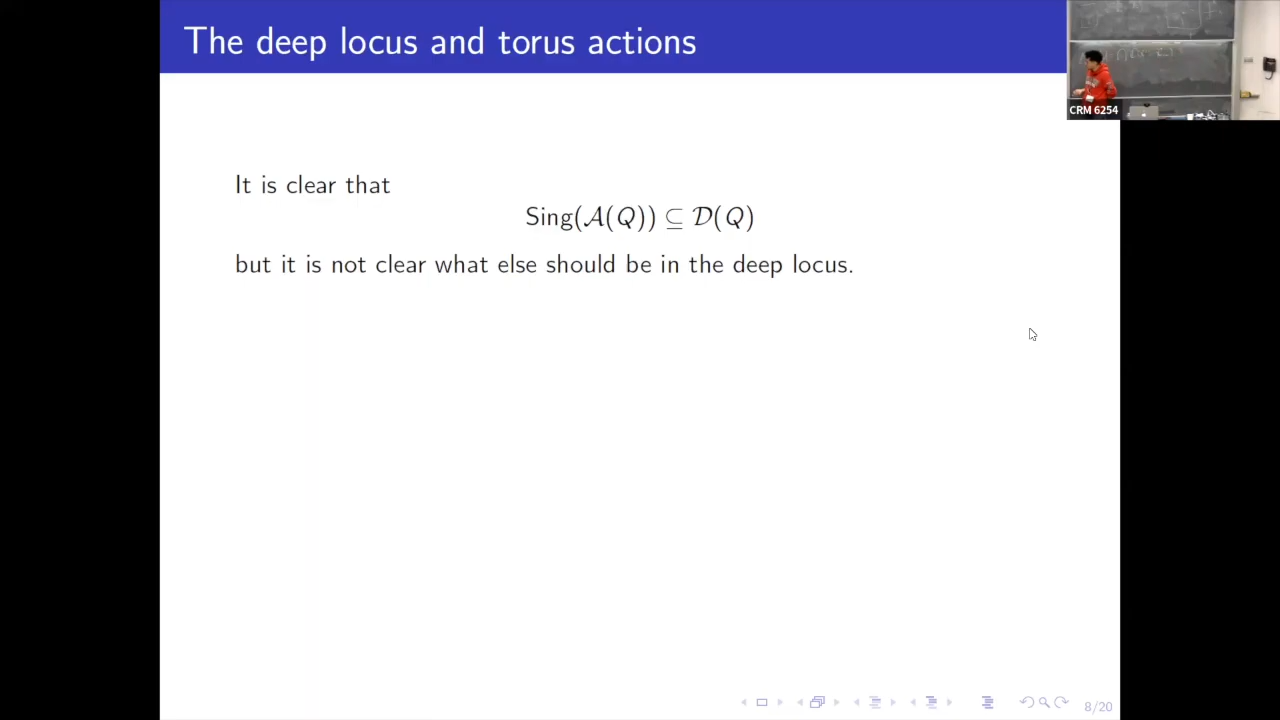 The deep locus and torus actions
CRM 6254
It is clear that
Sing(𝒜(Q)) ⊆ 𝒟(Q)
but it is not clear what else should be in the deep locus.
8/20